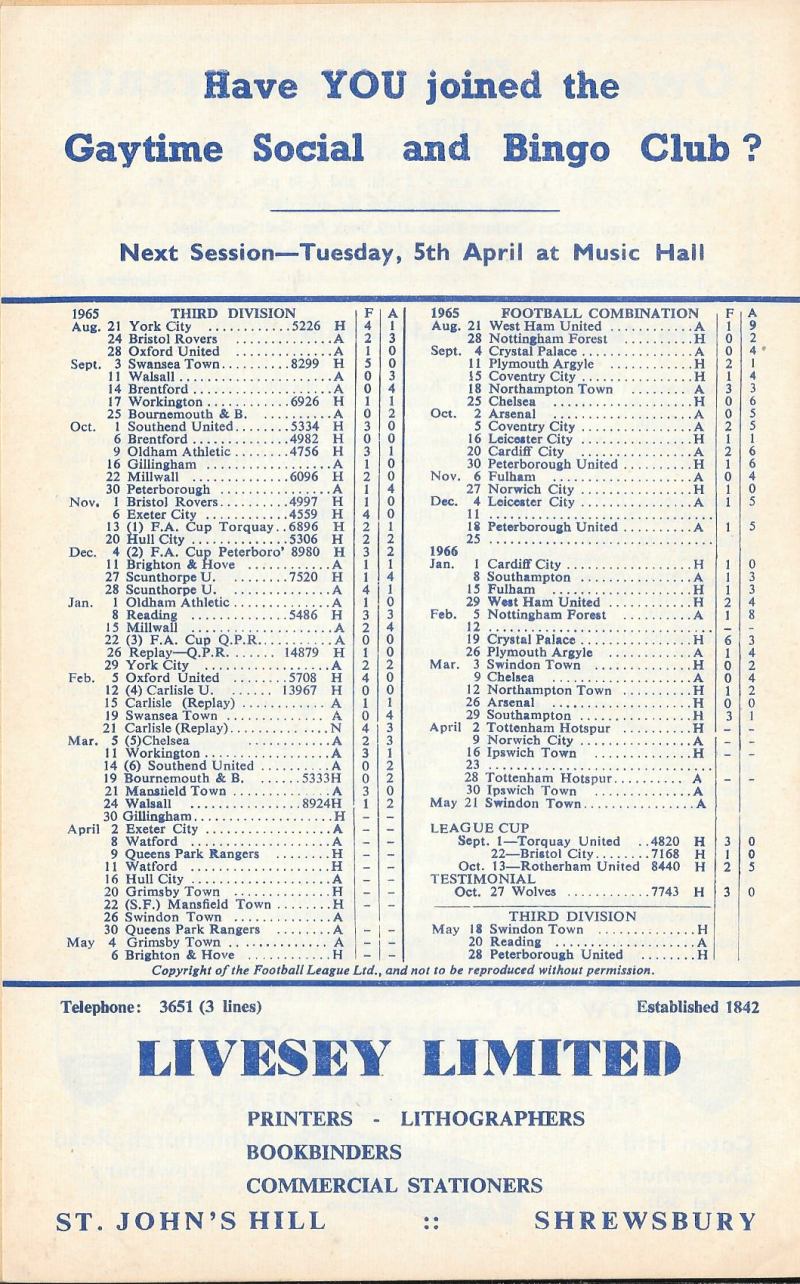 Have YOU joined the
Gaytime Social and Bingo Club ?
Next Session—Tuesday, 5th April at Music Hall
1965 THIRD DIVISION F A
Aug. 21 York City ...........5226 H 4 1
24 Bristol Rovers ...............A 2 3
28 Oxford United ...............A 1 0
Sept. 3 Swansea Town.........8299 H 5 0
11 Walsall ........................A 0 3
14 Brentford .....................A 0 4
17 Workington ............6926 H 1 1
25 Bournemouth & B. ............A 0 2
Oct. 1 Southend United.......5334 H 3 0
6 Brentford ...............4982 H 0 0
9 Oldham Athletic .......4756 H 3 1
16 Gillingham ...................A 1 0
22 Millwall .................6096 H 2 0
30 Peterborough .................A 1 4
Nov. 1 Bristol Rovers ..........4997 H 1 0
6 Exeter City .............4559 H 4 0
13 (1) F.A. Cup Torquay..6896 H 2 1
20 Hull City ................5306 H 2 2
Dec. 4 (2) F.A. Cup Peterboro' 8980 H 3 2
11 Brighton & Hove ..............A 1 1
27 Scunthorpe U. 7520 H 1 4
28 Scunthorpe U. ................A 4 1
Jan. 1 Oldham Athletic ..............A 1 0
8 Reading .................5486 H 3 3
15 Millwall ......................A 2 4
22 (3) F.A. Cup Q.P.R...........A 0 0
26 Replay—Q.P.R. ...... 14879 H 1 0
29 York City ....................A 2 2
Feb. 5 Oxford United ..........5708 H 4 0
12 (4) Carlisle U. ...... 13967 H 0 0
15 Carlisle (Replay) ............A 1 1
19 Swansea Town ................A 0 4
21 Carlisle (Replay)..............N 4 3
Mar. 5 (5)Chelsea ..................A 2 3
11 Workington ...................A 3 1
14 (6) Southend United .........A 0 2
19 Bournemouth & B. ......5333H 0 2
21 Mansfield Town ...............A 3 0
24 Walsall ................8924H 1 2
30 Gillingham....................H – –
April 2 Exeter City ...................A – –
8 Watford ......................A – –
9 Queens Park Rangers ........H – –
11 Watford ......................H – –
16 Hull City .....................A – –
20 Grimsby Town ................H – –
22 (S.F.) Mansfield Town ........H – –
26 Swindon Town ................A – –
30 Queens Park Rangers .........A – –
May 4 Grimsby Town ................A – –
6 Brighton & Hove .............H – –
1965 FOOTBALL COMBINATION F A
Aug. 21 West Ham United ............A 1 9
28 Nottingham Forest ...........H 0 2
Sept. 4 Crystal Palace ................A 0 4
11 Plymouth Argyle .............H 2 1
15 Coventry City ................H 1 4
18 Northampton Town ..........A 3 3
25 Chelsea ......................H 0 6
Oct. 2 Arsenal ......................A 0 5
5 Coventry City ................A 2 5
16 Leicester City ................H 1 1
20 Cardiff City ..................A 2 6
30 Peterborough United ..........H 1 6
Nov. 6 Fulham ......................A 0 4
27 Norwich City .................H 1 0
Dec. 4 Leicester City ................A 1 5
11 ................................
18 Peterborough United ..........A 1 5
25 ................................
1966
Jan. 1 Cardiff City ..................H 1 0
8 Southampton .................A 1 3
15 Fulham ......................H 1 3
29 West Ham United ............H 2 4
Feb. 5 Nottingham Forest ...........A 1 8
12 ................................ – –
19 Crystal Palace ................H 6 3
26 Plymouth Argyle .............A 1 4
Mar. 3 Swindon Town ...............H 0 2
9 Chelsea ......................A 0 4
12 Northampton Town ..........H 1 2
26 Arsenal ......................H 0 0
29 Southampton .................H 3 1
April 2 Tottenham Hotspur ...........H – –
9 Norwich City .................A – –
16 Ipswich Town ................H – –
23 ................................
28 Tottenham Hotspur.......... A – –
30 Ipswich Town ................A
May 21 Swindon Town................A
LEAGUE CUP
Sept. 1—Torquay United ..4820 H 3 0
22—Bristol City........7168 H 1 0
Oct. 13—Rotherham United 8440 H 2 5
TESTIMONIAL
Oct. 27 Wolves ............7743 H 3 0
THIRD DIVISION
May 18 Swindon Town .............H
20 Reading ....................A
28 Peterborough United ........H
Copyright of the Football League Ltd., and not to be reproduced without permission.
Telephone: 3651 (3 lines) Established 1842
LIVESEY LIMITED
PRINTERS - LITHOGRAPHERS
BOOKBINDERS
COMMERCIAL STATIONERS
ST. JOHN'S HILL :: SHREWSBURY